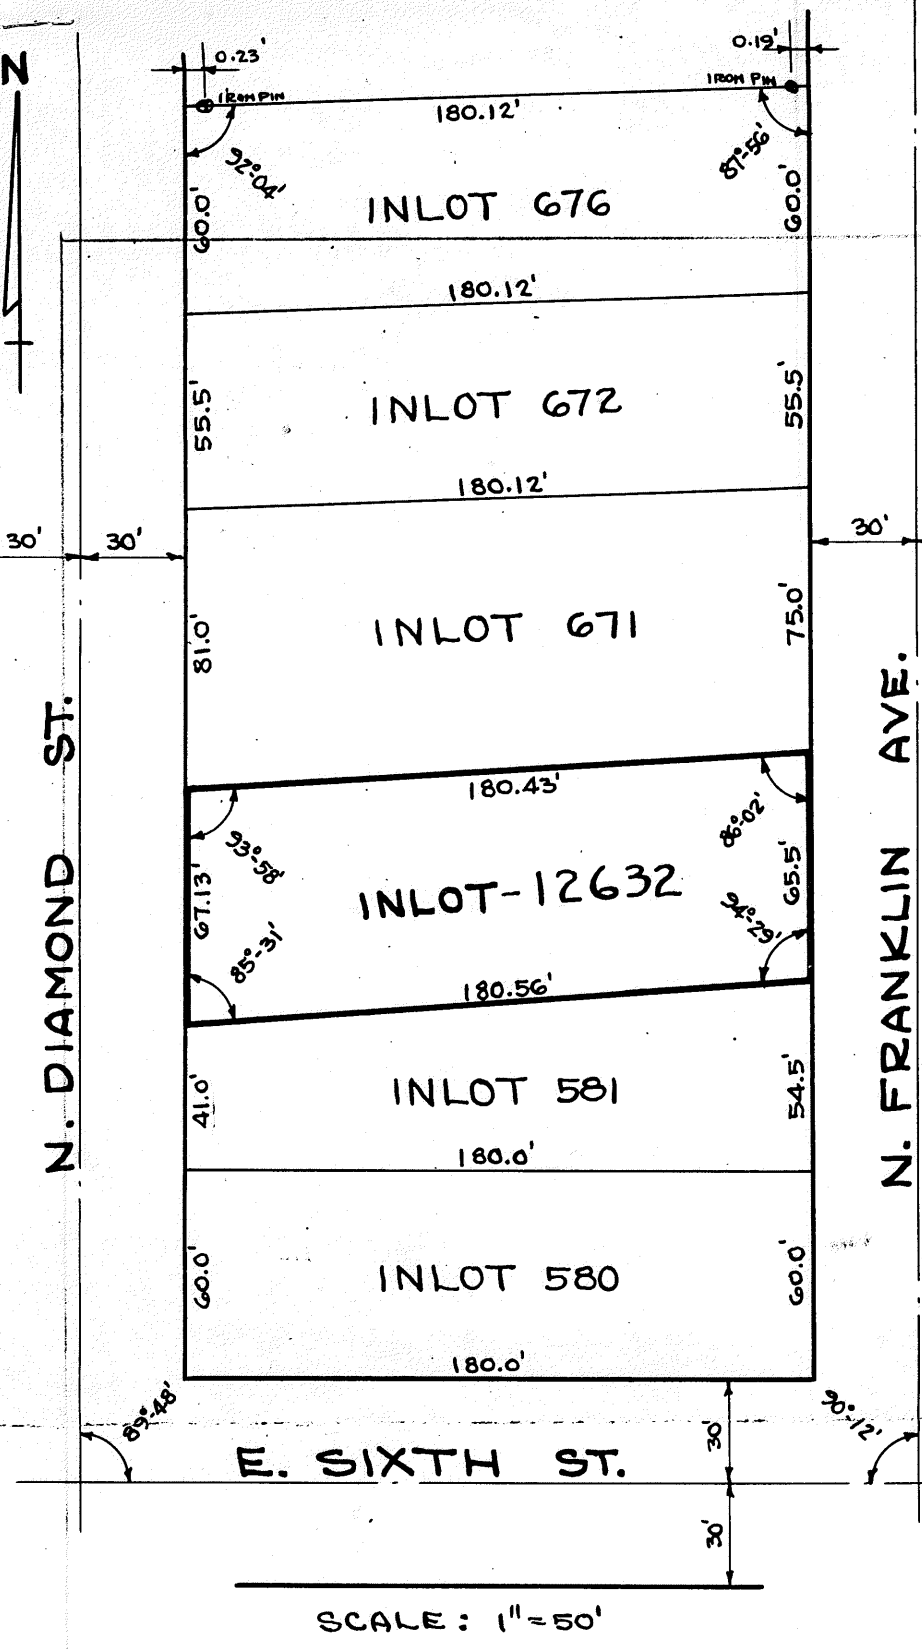 N
0.23'
0.19'
IRON PIN
IRON PIN
180.12'
92°-04'
87°-56'
60.0'
INLOT 676
60.0'
180.12'
55.5'
INLOT 672
55.5'
180.12'
30'
30'
30'
81.0'
INLOT 671
75.0'
180.43'
93°-58'
86°-02'
67.13'
INLOT-12632
65.5'
85°-31'
94°-29'
180.56'
N. DIAMOND ST.
N. FRANKLIN AVE.
41.0'
INLOT 581
54.5'
180.0'
60.0'
INLOT 580
60.0'
180.0'
89°-48'
90°-12'
30'
E. SIXTH ST.
30'
SCALE: 1"=50'